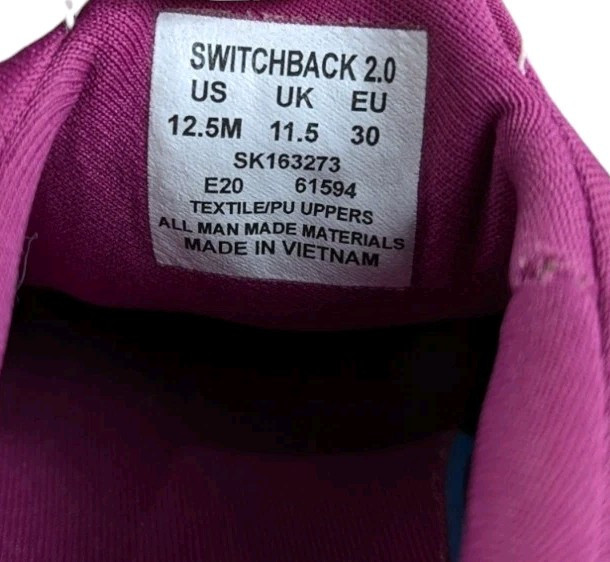 SWITCHBACK 2.0
US UK EU
12.5M 11.5 30
SK163273
E20 61594
TEXTILE/PU UPPERS
ALL MAN MADE MATERIALS
MADE IN VIETNAM